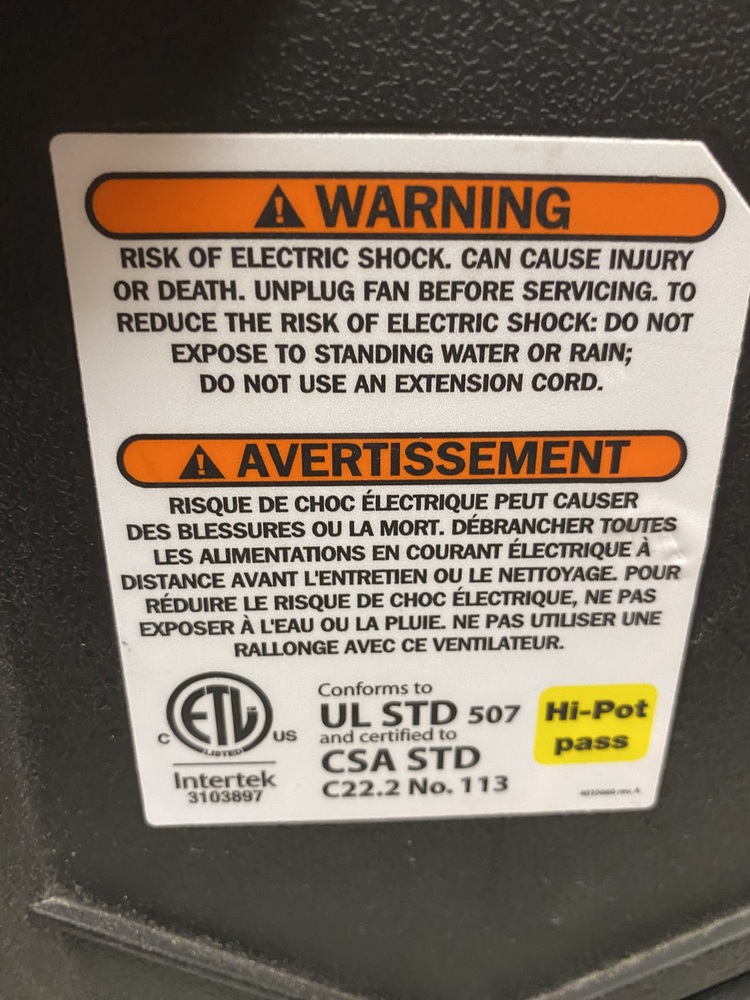 WARNING
RISK OF ELECTRIC SHOCK. CAN CAUSE INJURY
OR DEATH. UNPLUG FAN BEFORE SERVICING. TO
REDUCE THE RISK OF ELECTRIC SHOCK: DO NOT
EXPOSE TO STANDING WATER OR RAIN;
DO NOT USE AN EXTENSION CORD.
AVERTISSEMENT
RISQUE DE CHOC ÉLECTRIQUE PEUT CAUSER
DES BLESSURES OU LA MORT. DÉBRANCHER TOUTES
LES ALIMENTATIONS EN COURANT ÉLECTRIQUE À
DISTANCE AVANT L'ENTRETIEN OU LE NETTOYAGE. POUR
RÉDUIRE LE RISQUE DE CHOC ÉLECTRIQUE, NE PAS
EXPOSER À L'EAU OU LA PLUIE. NE PAS UTILISER UNE
RALLONGE AVEC CE VENTILATEUR.
ETL
C US
LISTED
Intertek
3103897
Conforms to
UL STD 507
and certified to
CSA STD
C22.2 No. 113
Hi-Pot
pass